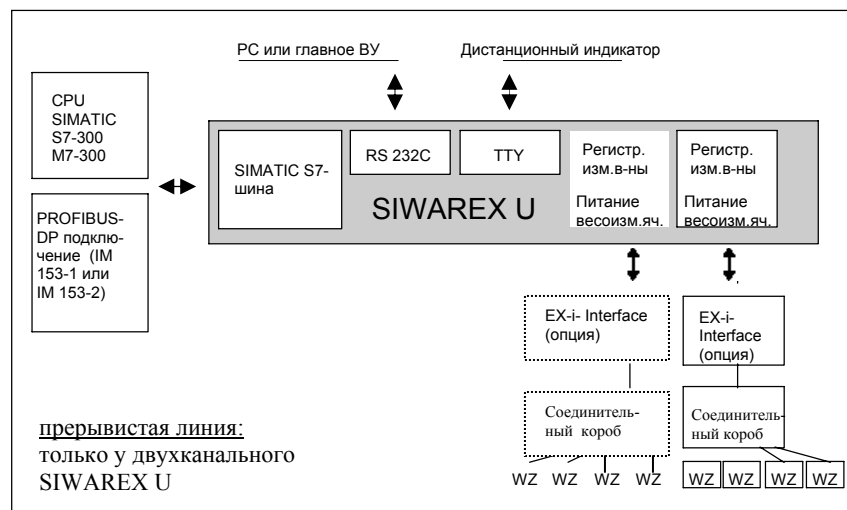 РС или главное ВУ
Дистанционный индикатор
CPU
SIMATIC
S7-300
M7-300
PROFIBUS-
DP подклю-
чение (IM
153-1 или
IM 153-2)
SIMATIC S7-
шина
RS 232C
TTY
SIWAREX U
Регистр.
изм.в-ны
Питание
весоизм.яч.
Регистр.
изм.в-ны
Питание
весоизм.яч.
EX-i- Interface
(опция)
EX-i-
Interface
(опция)
Соединитель-
ный короб
Соединитель-
ный короб
WZ WZ WZ WZ
WZ WZ WZ WZ
прерывистая линия:
только у двухканального
SIWAREX U